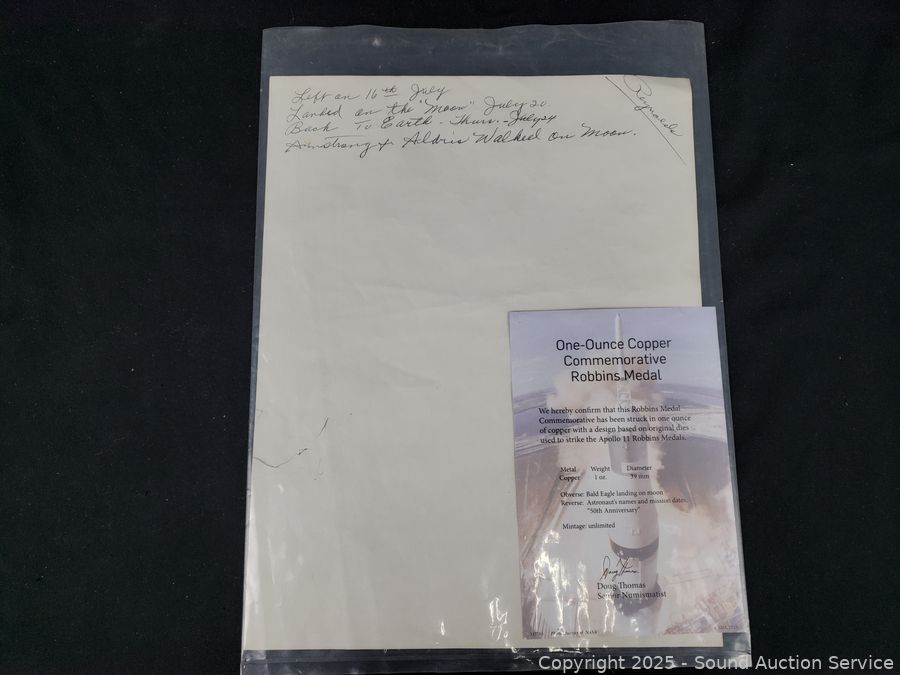 Left on 16th July
Landed on the "Moon" July 20.
Back To Earth - Thurs. - July 24
Armstrong & Aldrin Walked on Moon.
Reynolds
One-Ounce Copper
Commemorative
Robbins Medal
We hereby confirm that this Robbins Medal
Commemorative has been struck in one ounce
of copper with a design based on original dies
used to strike the Apollo 11 Robbins Medals.
Metal Weight Diameter
Copper 1 oz. 39 mm
Obverse: Bald Eagle landing on moon
Reverse: Astronaut's names and mission dates,
"50th Anniversary"
Mintage: unlimited
Doug Thomas
Senior Numismatist
Copyright 2025 - Sound Auction Service